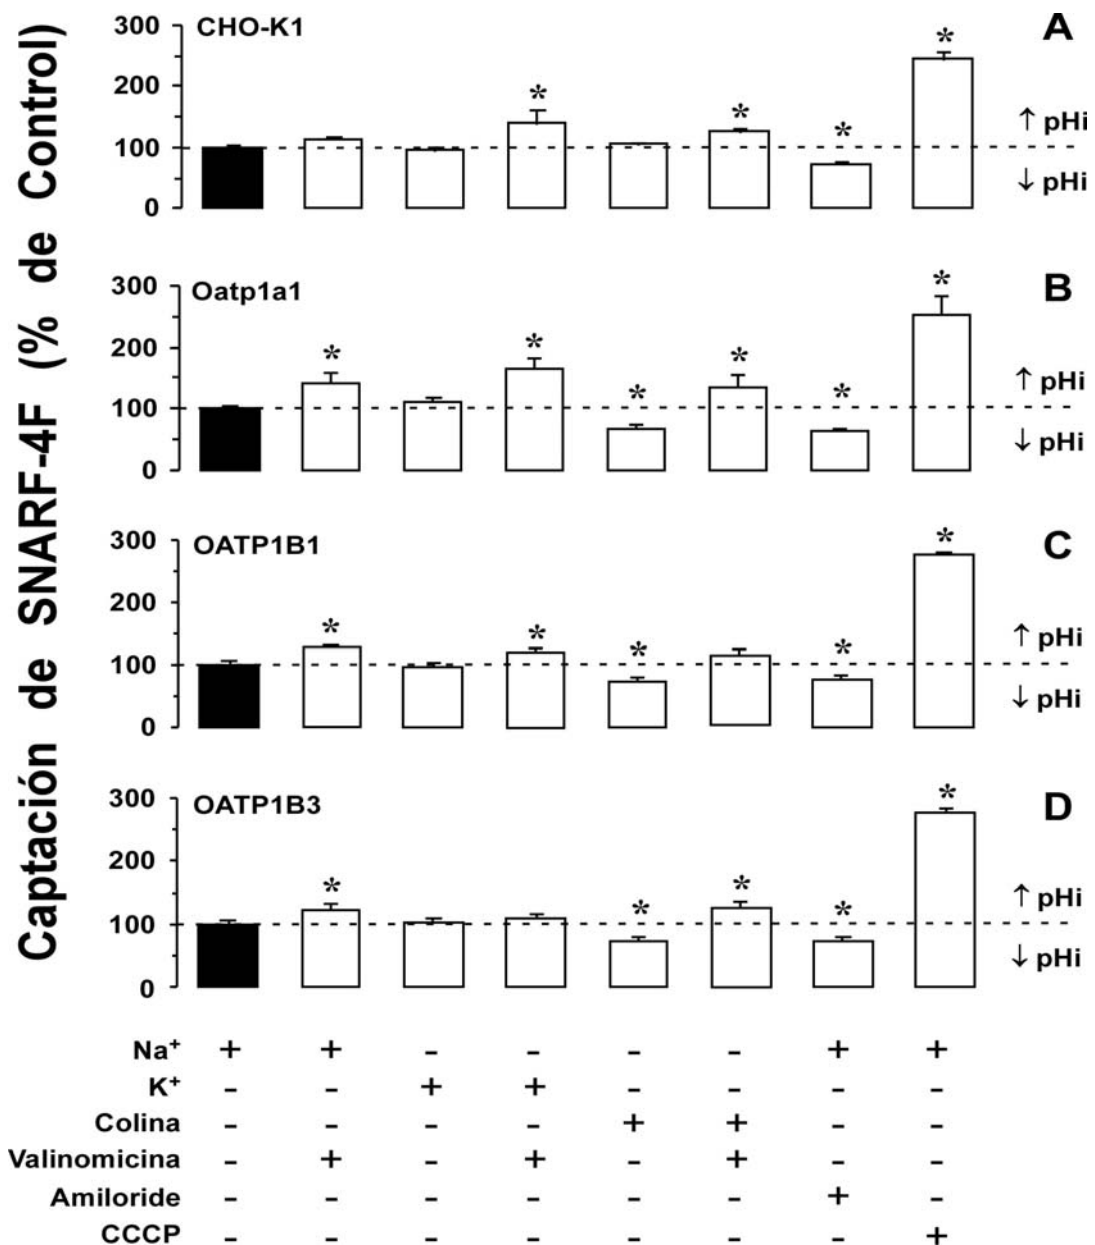 Captación de SNARF-4F (% de Control)
CHO-K1
A
300
200
100
0
*
*
*
*
↑ pHi
↓ pHi
Oatp1a1
B
300
200
100
0
*
*
*
*
*
*
↑ pHi
↓ pHi
OATP1B1
C
300
200
100
0
*
*
*
*
*
↑ pHi
↓ pHi
OATP1B3
D
300
200
100
0
*
*
*
*
*
↑ pHi
↓ pHi
Na⁺ + + - - - - + +
K⁺ - - + + - - - -
Colina - - - - + + - -
Valinomicina - + - + - + - -
Amiloride - - - - - - + -
CCCP - - - - - - - +